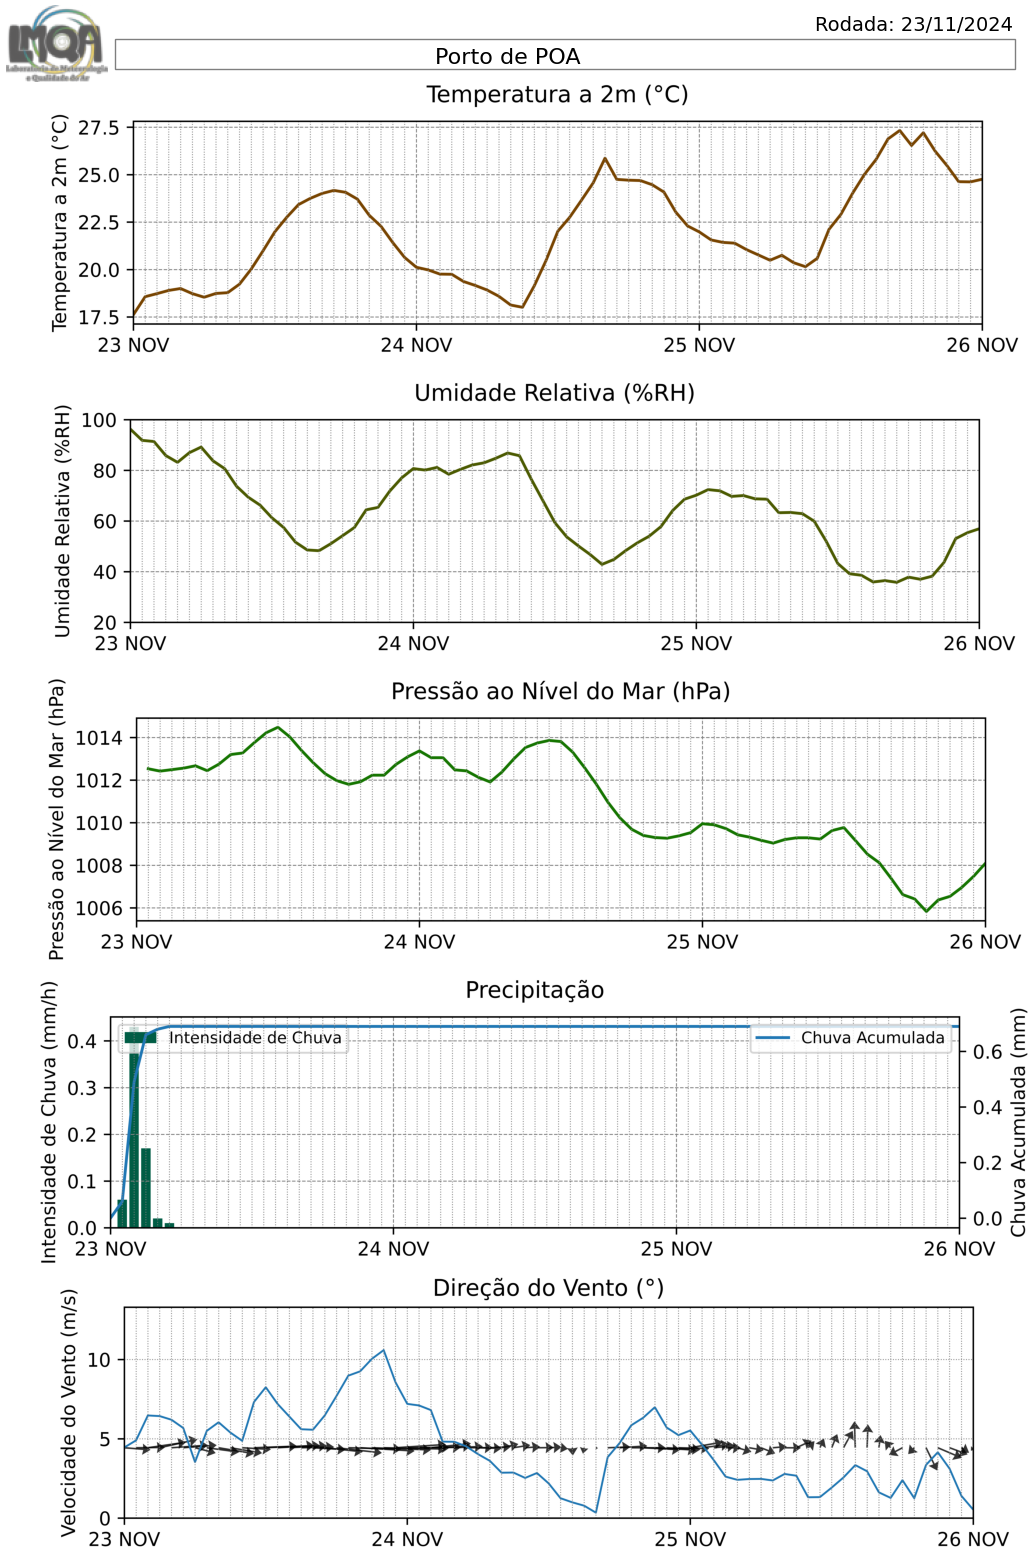 LMQA
Laboratório de Meteorologia
e Qualidade do Ar
Rodada: 23/11/2024
Porto de POA
Temperatura a 2m (°C)
Temperatura a 2m (°C)
27.5
25.0
22.5
20.0
17.5
23 NOV 24 NOV 25 NOV 26 NOV
Umidade Relativa (%RH)
Umidade Relativa (%RH)
100
80
60
40
20
23 NOV 24 NOV 25 NOV 26 NOV
Pressão ao Nível do Mar (hPa)
Pressão ao Nível do Mar (hPa)
1014
1012
1010
1008
1006
23 NOV 24 NOV 25 NOV 26 NOV
Precipitação
Intensidade de Chuva (mm/h)
0.4
0.3
0.2
0.1
0.0
Intensidade de Chuva
Chuva Acumulada
0.6
0.4
0.2
0.0
Chuva Acumulada (mm)
23 NOV 24 NOV 25 NOV 26 NOV
Direção do Vento (°)
Velocidade do Vento (m/s)
10
5
0
23 NOV 24 NOV 25 NOV 26 NOV